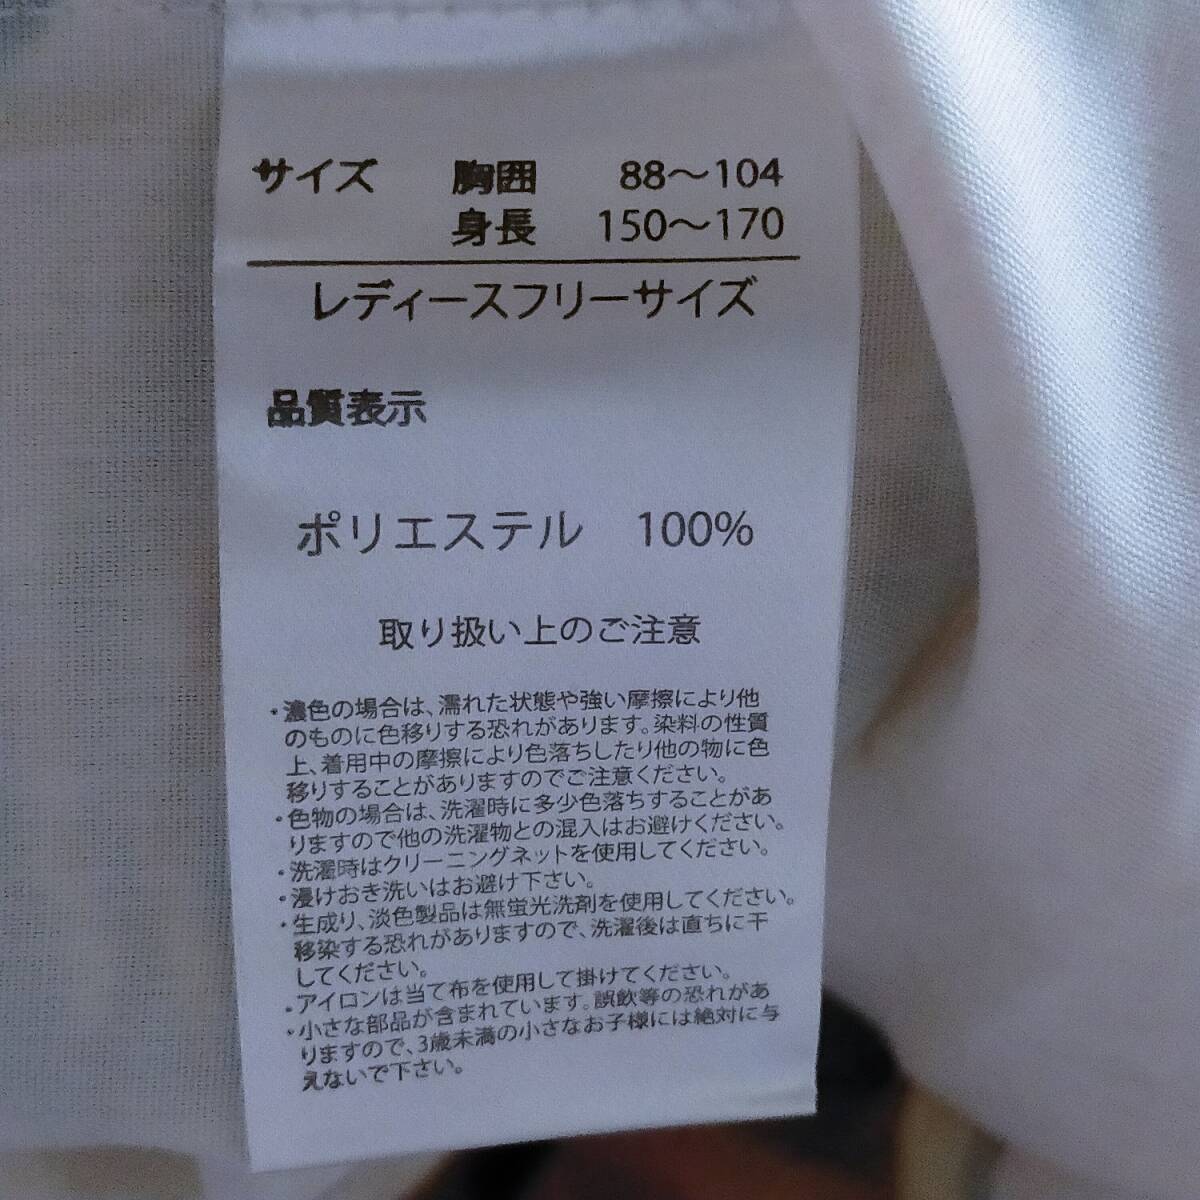 サイズ 胸囲 88～104
身長 150～170
レディースフリーサイズ
品質表示
ポリエステル 100%
取り扱い上のご注意
・濃色の場合は、濡れた状態や強い摩擦により他
のものに色移りする恐れがあります。染料の性質
上、着用中の摩擦により色落ちしたり他の物に色
移りすることがありますのでご注意ください。
・色物の場合は、洗濯時に多少色落ちすることがあ
りますので他の洗濯物との混入はお避けください。
・洗濯時はクリーニングネットを使用してください。
・浸けおき洗いはお避け下さい。
・生成り、淡色製品は無蛍光洗剤を使用してください。
移染する恐れがありますので、洗濯後は直ちに干
してください。
・アイロンは当て布を使用して掛けてください。
・小さな部品が含まれています。誤飲等の恐れがあ
りますので、3歳未満の小さなお子様には絶対に与
えないで下さい。